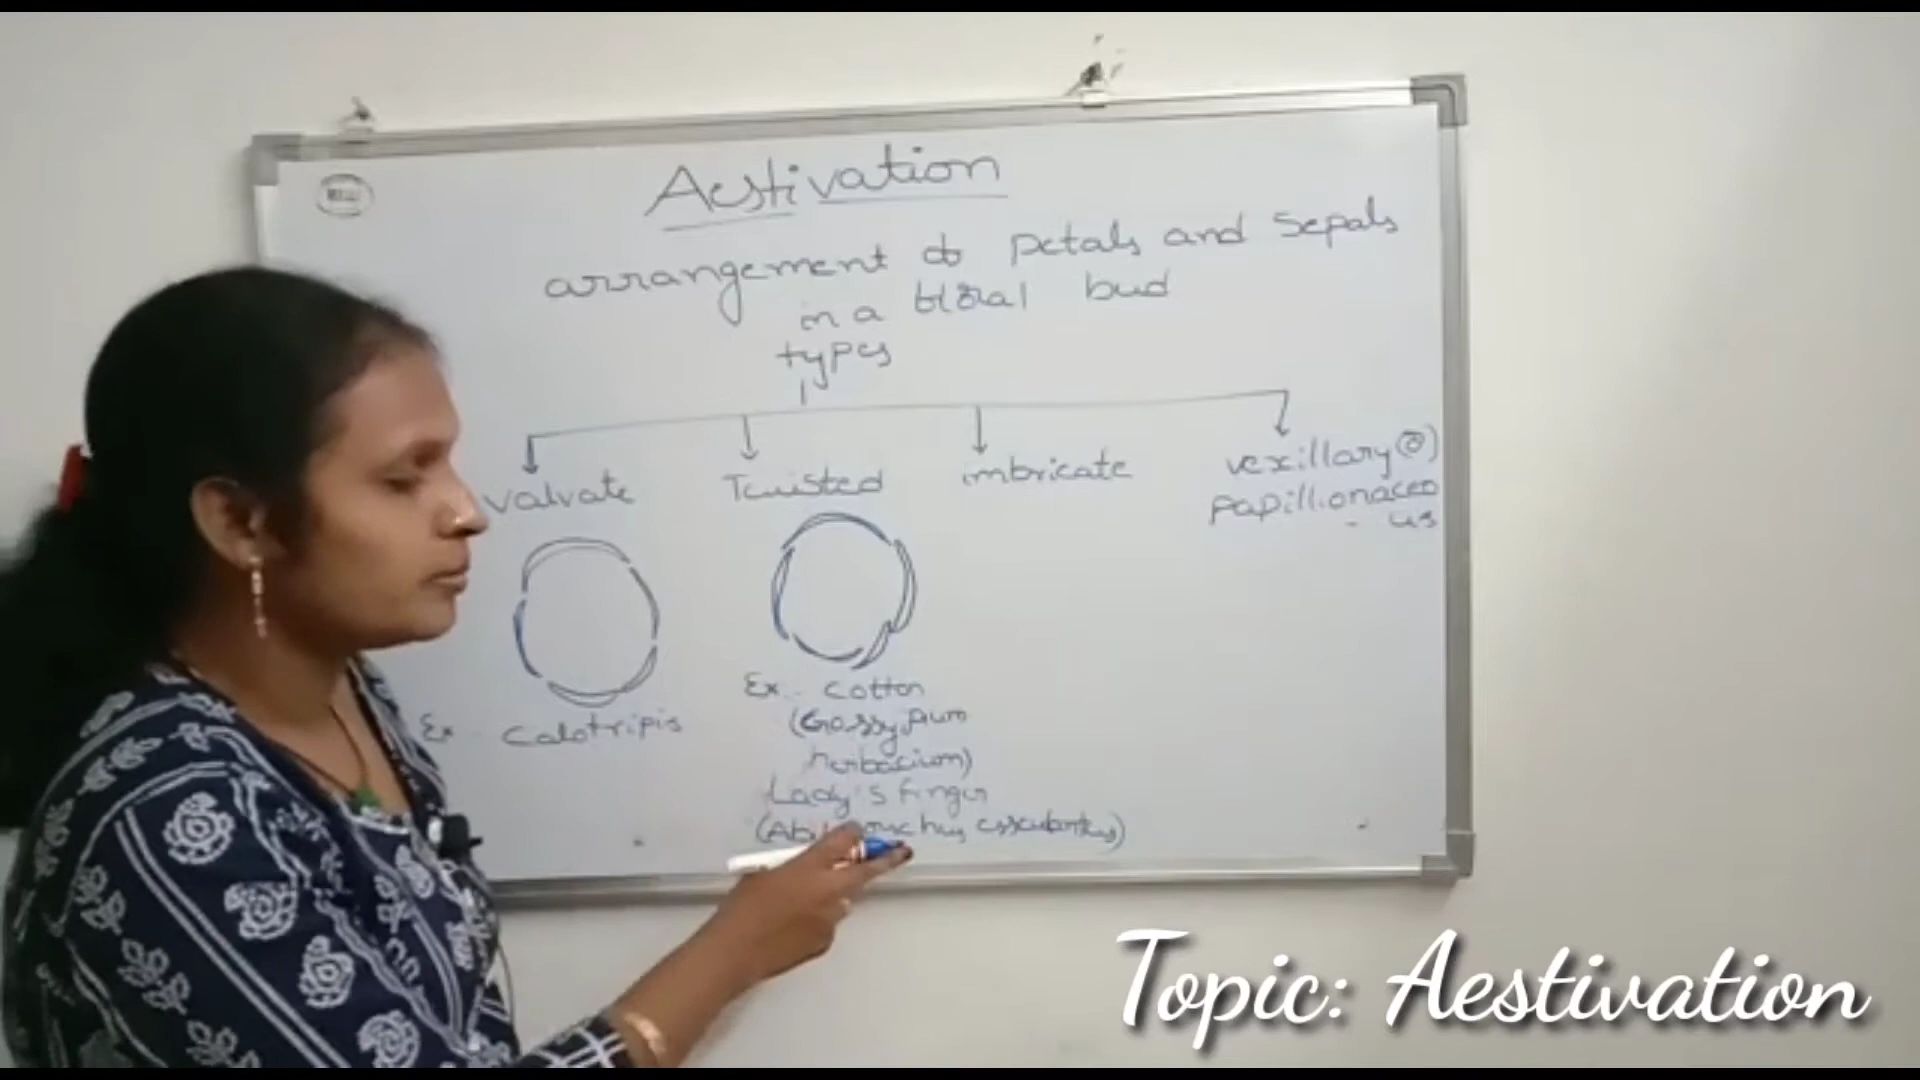 Aestivation
arrangement of petals and sepals
in a floral bud
types
valvate
Twisted
imbricate
vexillary (or)
papillionaceo
- us
Ex - Calotripis
Ex - Cotton
(Gossypium
herbacium)
Lady's finger
Topic: Aestivation